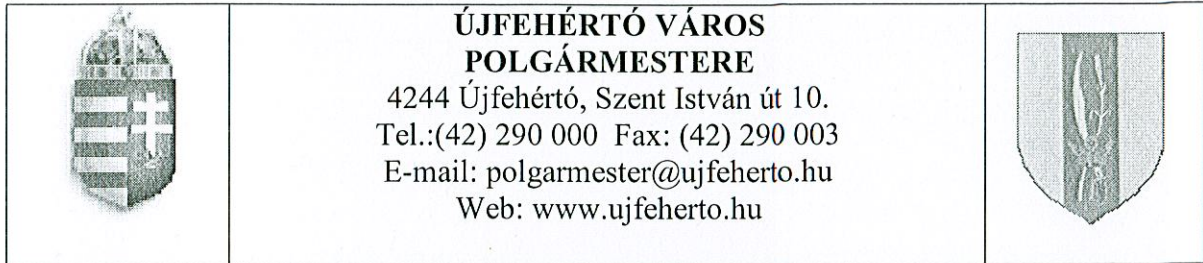 ÚJFEHÉRTÓ VÁROS
POLGÁRMESTERE
4244 Újfehértó, Szent István út 10.
Tel.:(42) 290 000 Fax: (42) 290 003
E-mail: polgarmester@ujfeherto.hu
Web: www.ujfeherto.hu